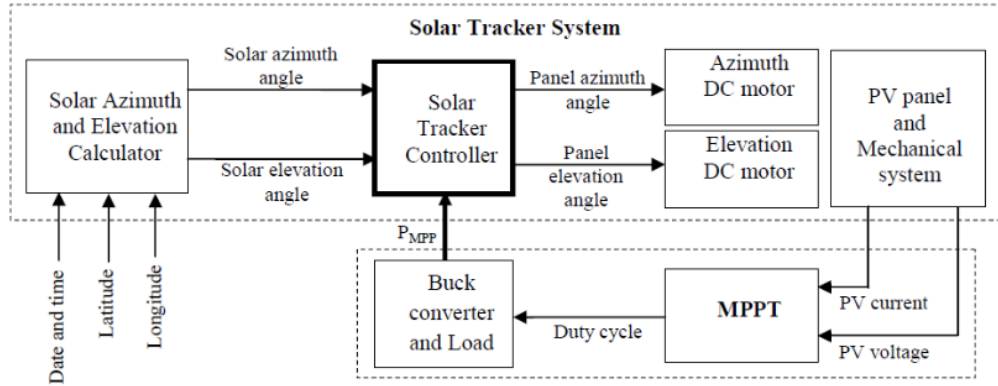 Solar Tracker System
Solar azimuth
angle
Solar Azimuth
and Elevation
Calculator
Solar elevation
angle
Solar
Tracker
Controller
Panel azimuth
angle
Panel
elevation
angle
Azimuth
DC motor
Elevation
DC motor
PV panel
and
Mechanical
system
Date and time
Latitude
Longitude
PMPP
Buck
converter
and Load
Duty cycle
MPPT
PV current
PV voltage